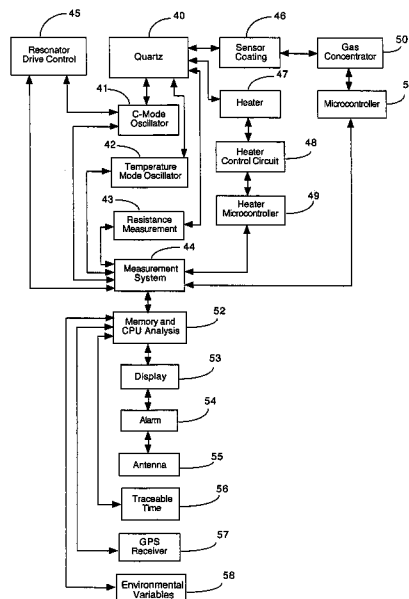 45
40
46
50
Resonator
Drive Control
Quartz
Sensor
Coating
Gas
Concentrator
41
47
5
C-Mode
Oscillator
Heater
Microcontroller
42
48
Temperature
Mode Oscillator
Heater
Control Circuit
43
49
Resistance
Measurement
Heater
Microcontroller
44
Measurement
System
52
Memory and
CPU Analysis
53
Display
54
Alarm
55
Antenna
56
Traceable
Time
57
GPS
Receiver
58
Environmental
Variables